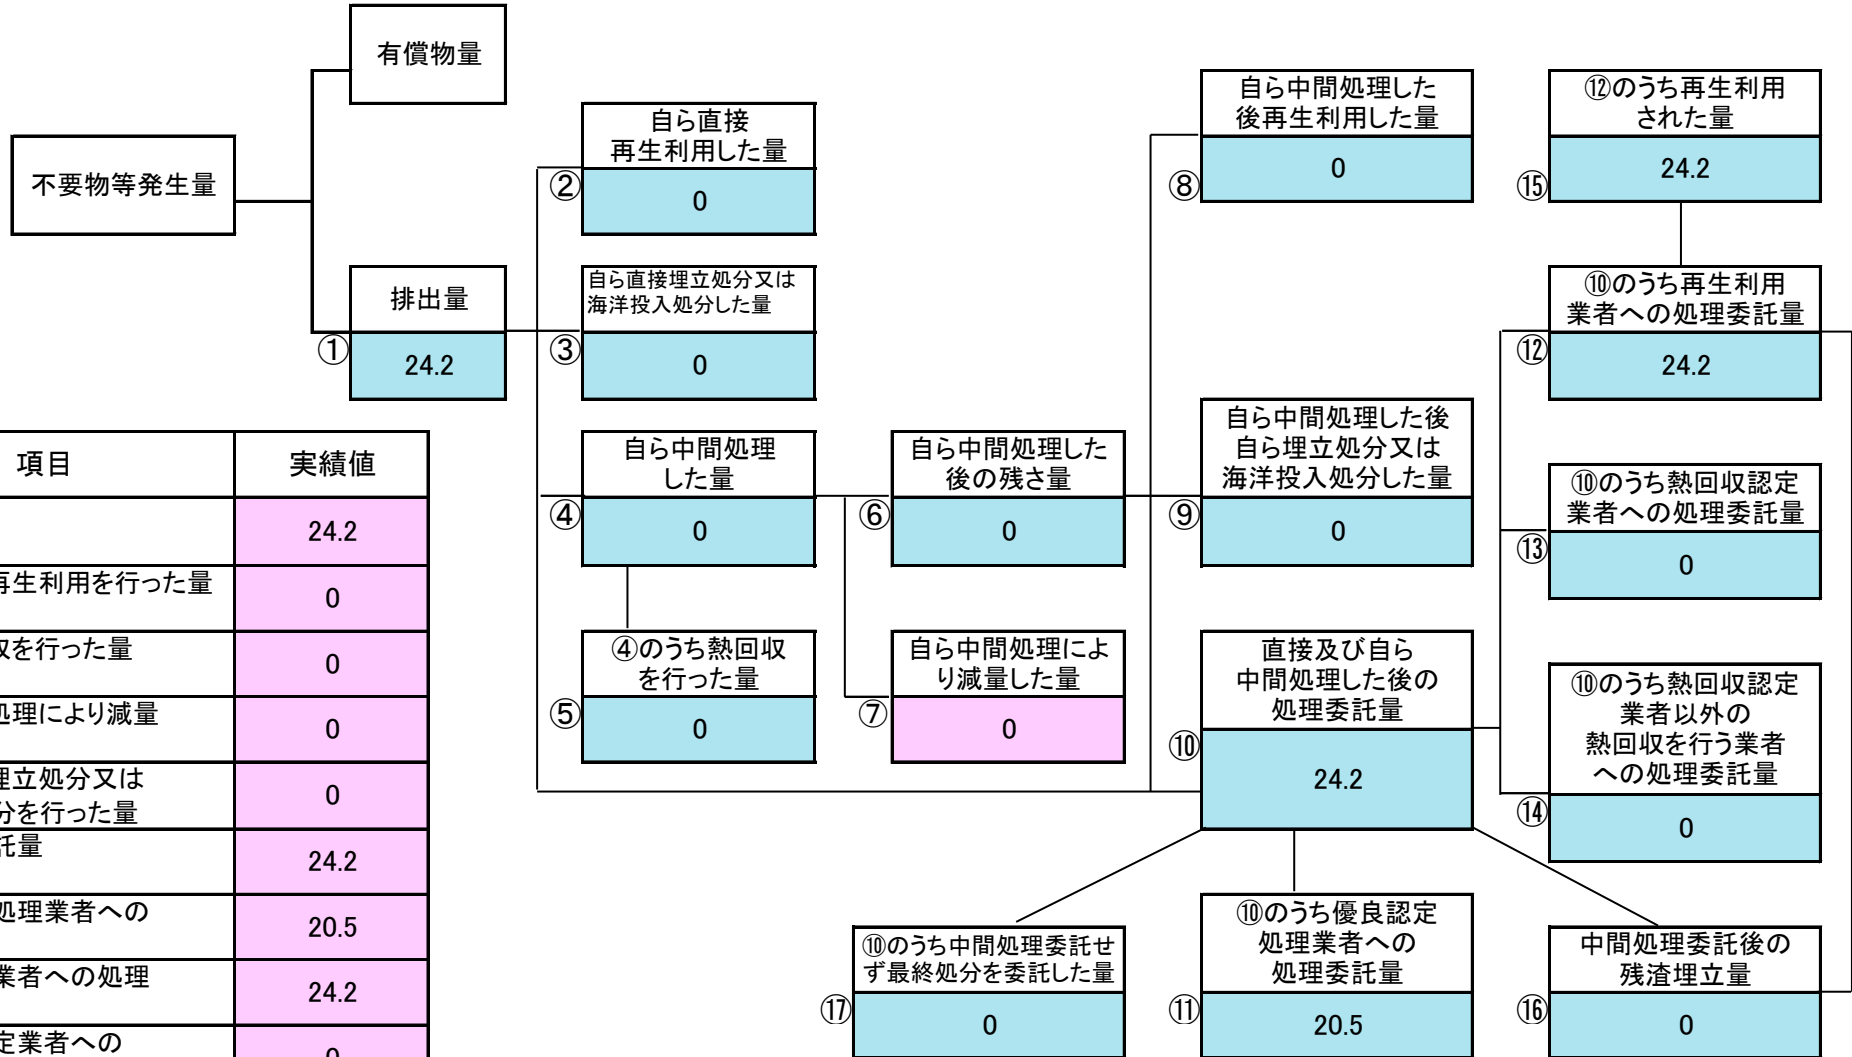 有償物量
不要物等発生量
排出量
①
24.2
自ら直接
再生利用した量
②
0
自ら直接埋立処分又は
海洋投入処分した量
③
0
自ら中間処理
した量
④
0
④のうち熱回収
を行った量
⑤
0
自ら中間処理した
後の残さ量
⑥
0
自ら中間処理によ
り減量した量
⑦
0
自ら中間処理した
後再生利用した量
⑧
0
自ら中間処理した後
自ら埋立処分又は
海洋投入処分した量
⑨
0
直接及び自ら
中間処理した後の
処理委託量
⑩
24.2
⑩のうち優良認定
処理業者への
処理委託量
⑪
20.5
⑫のうち再生利用
された量
⑮
24.2
⑩のうち再生利用
業者への処理委託量
⑫
24.2
⑩のうち熱回収認定
業者への処理委託量
⑬
0
⑩のうち熱回収認定
業者以外の
熱回収を行う業者
への処理委託量
⑭
0
中間処理委託後の
残渣埋立量
⑯
0
⑩のうち中間処理委託せ
ず最終処分を委託した量
⑰
0
項目 実績値
24.2
再生利用を行った量 0
を行った量 0
処理により減量 0
埋立処分又は
分を行った量 0
託量 24.2
処理業者への 20.5
業者への処理 24.2
定業者への 0